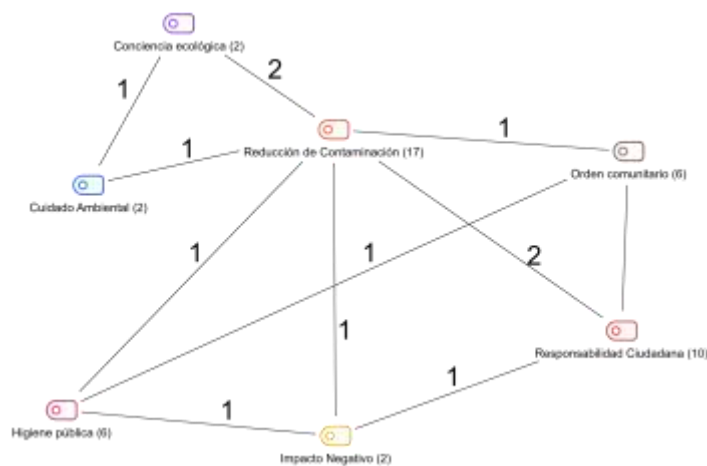 Conciencia ecológica (2)
1
2
1
Reducción de Contaminación (17)
1
Orden comunitario (6)
Cuidado Ambiental (2)
1
1
2
1
Responsabilidad Ciudadana (10)
1
Higiene pública (6)
1
Impacto Negativo (2)